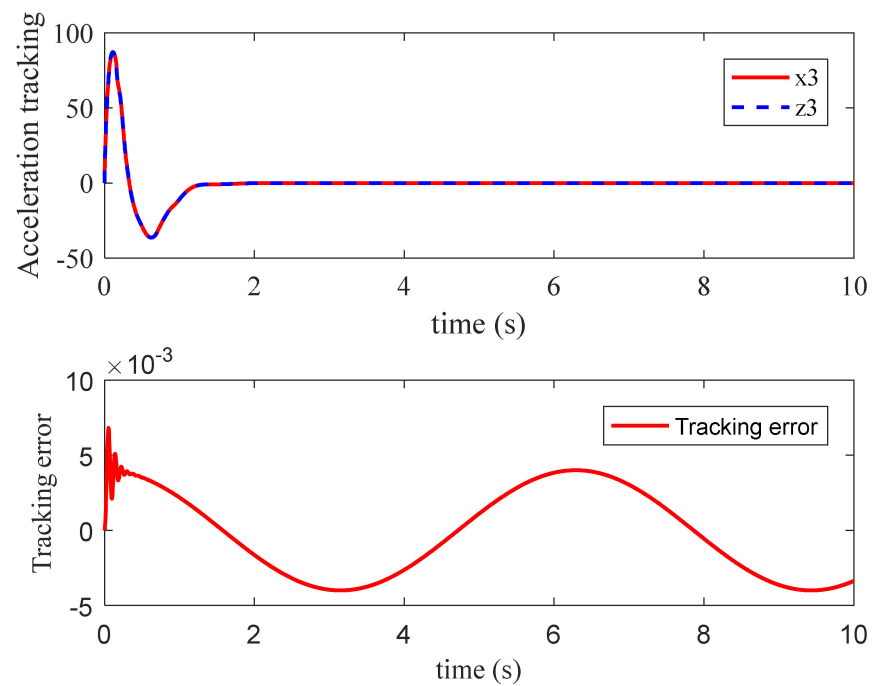 Acceleration tracking
100
50
0
-50
x3
z3
0 2 4 6 8 10
time (s)
×10-3
Tracking error
10
5
0
-5
Tracking error
0 2 4 6 8 10
time (s)